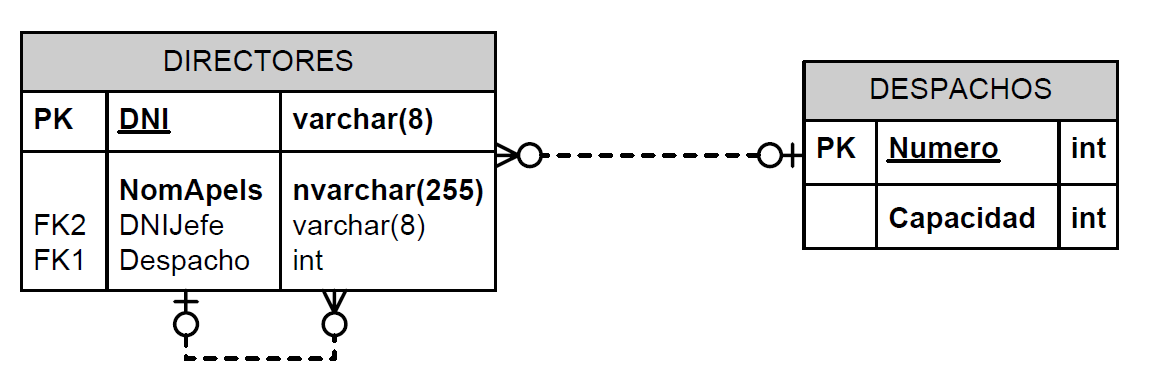 DIRECTORES
PK DNI varchar(8)
NomApels nvarchar(255)
FK2 DNIJefe varchar(8)
FK1 Despacho int
DESPACHOS
PK Numero int
Capacidad int